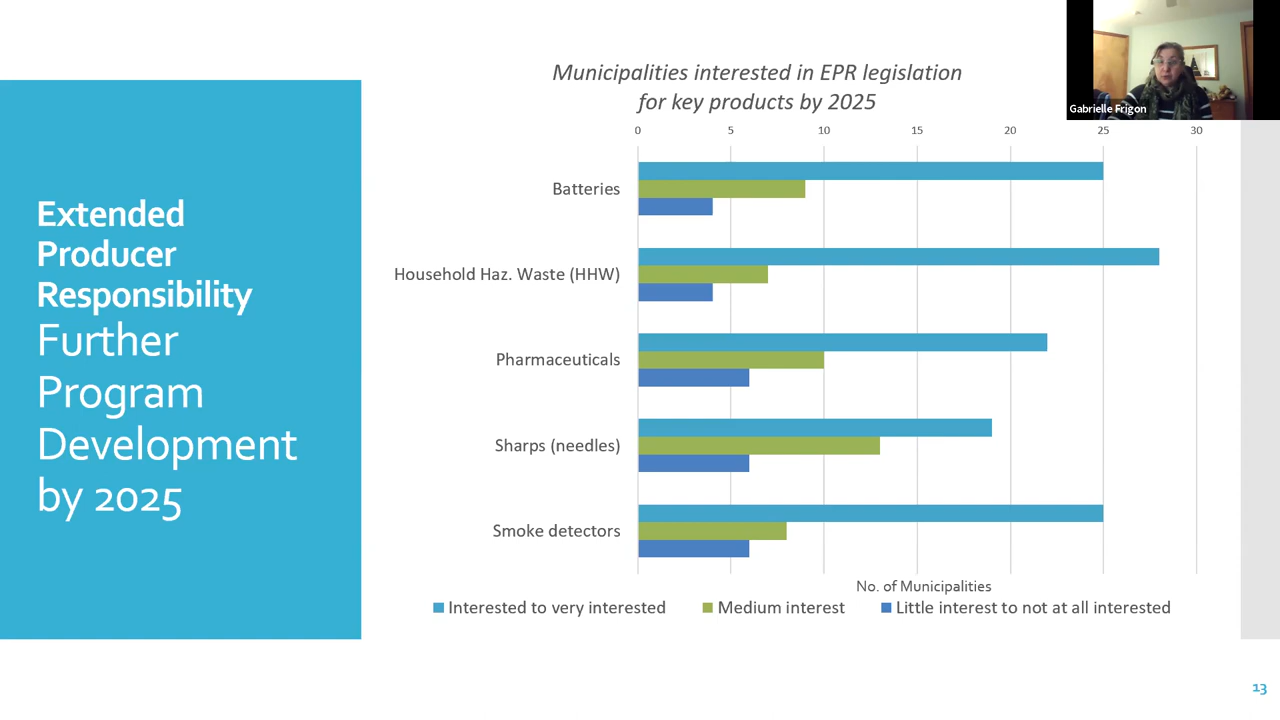 Extended
Producer
Responsibility
Further
Program
Development
by 2025
Municipalities interested in EPR legislation
for key products by 2025
0 5 10 15 20 25 30
Batteries
Household Haz. Waste (HHW)
Pharmaceuticals
Sharps (needles)
Smoke detectors
No. of Municipalities
Interested to very interested Medium interest Little interest to not at all interested
Gabrielle Frigon
13